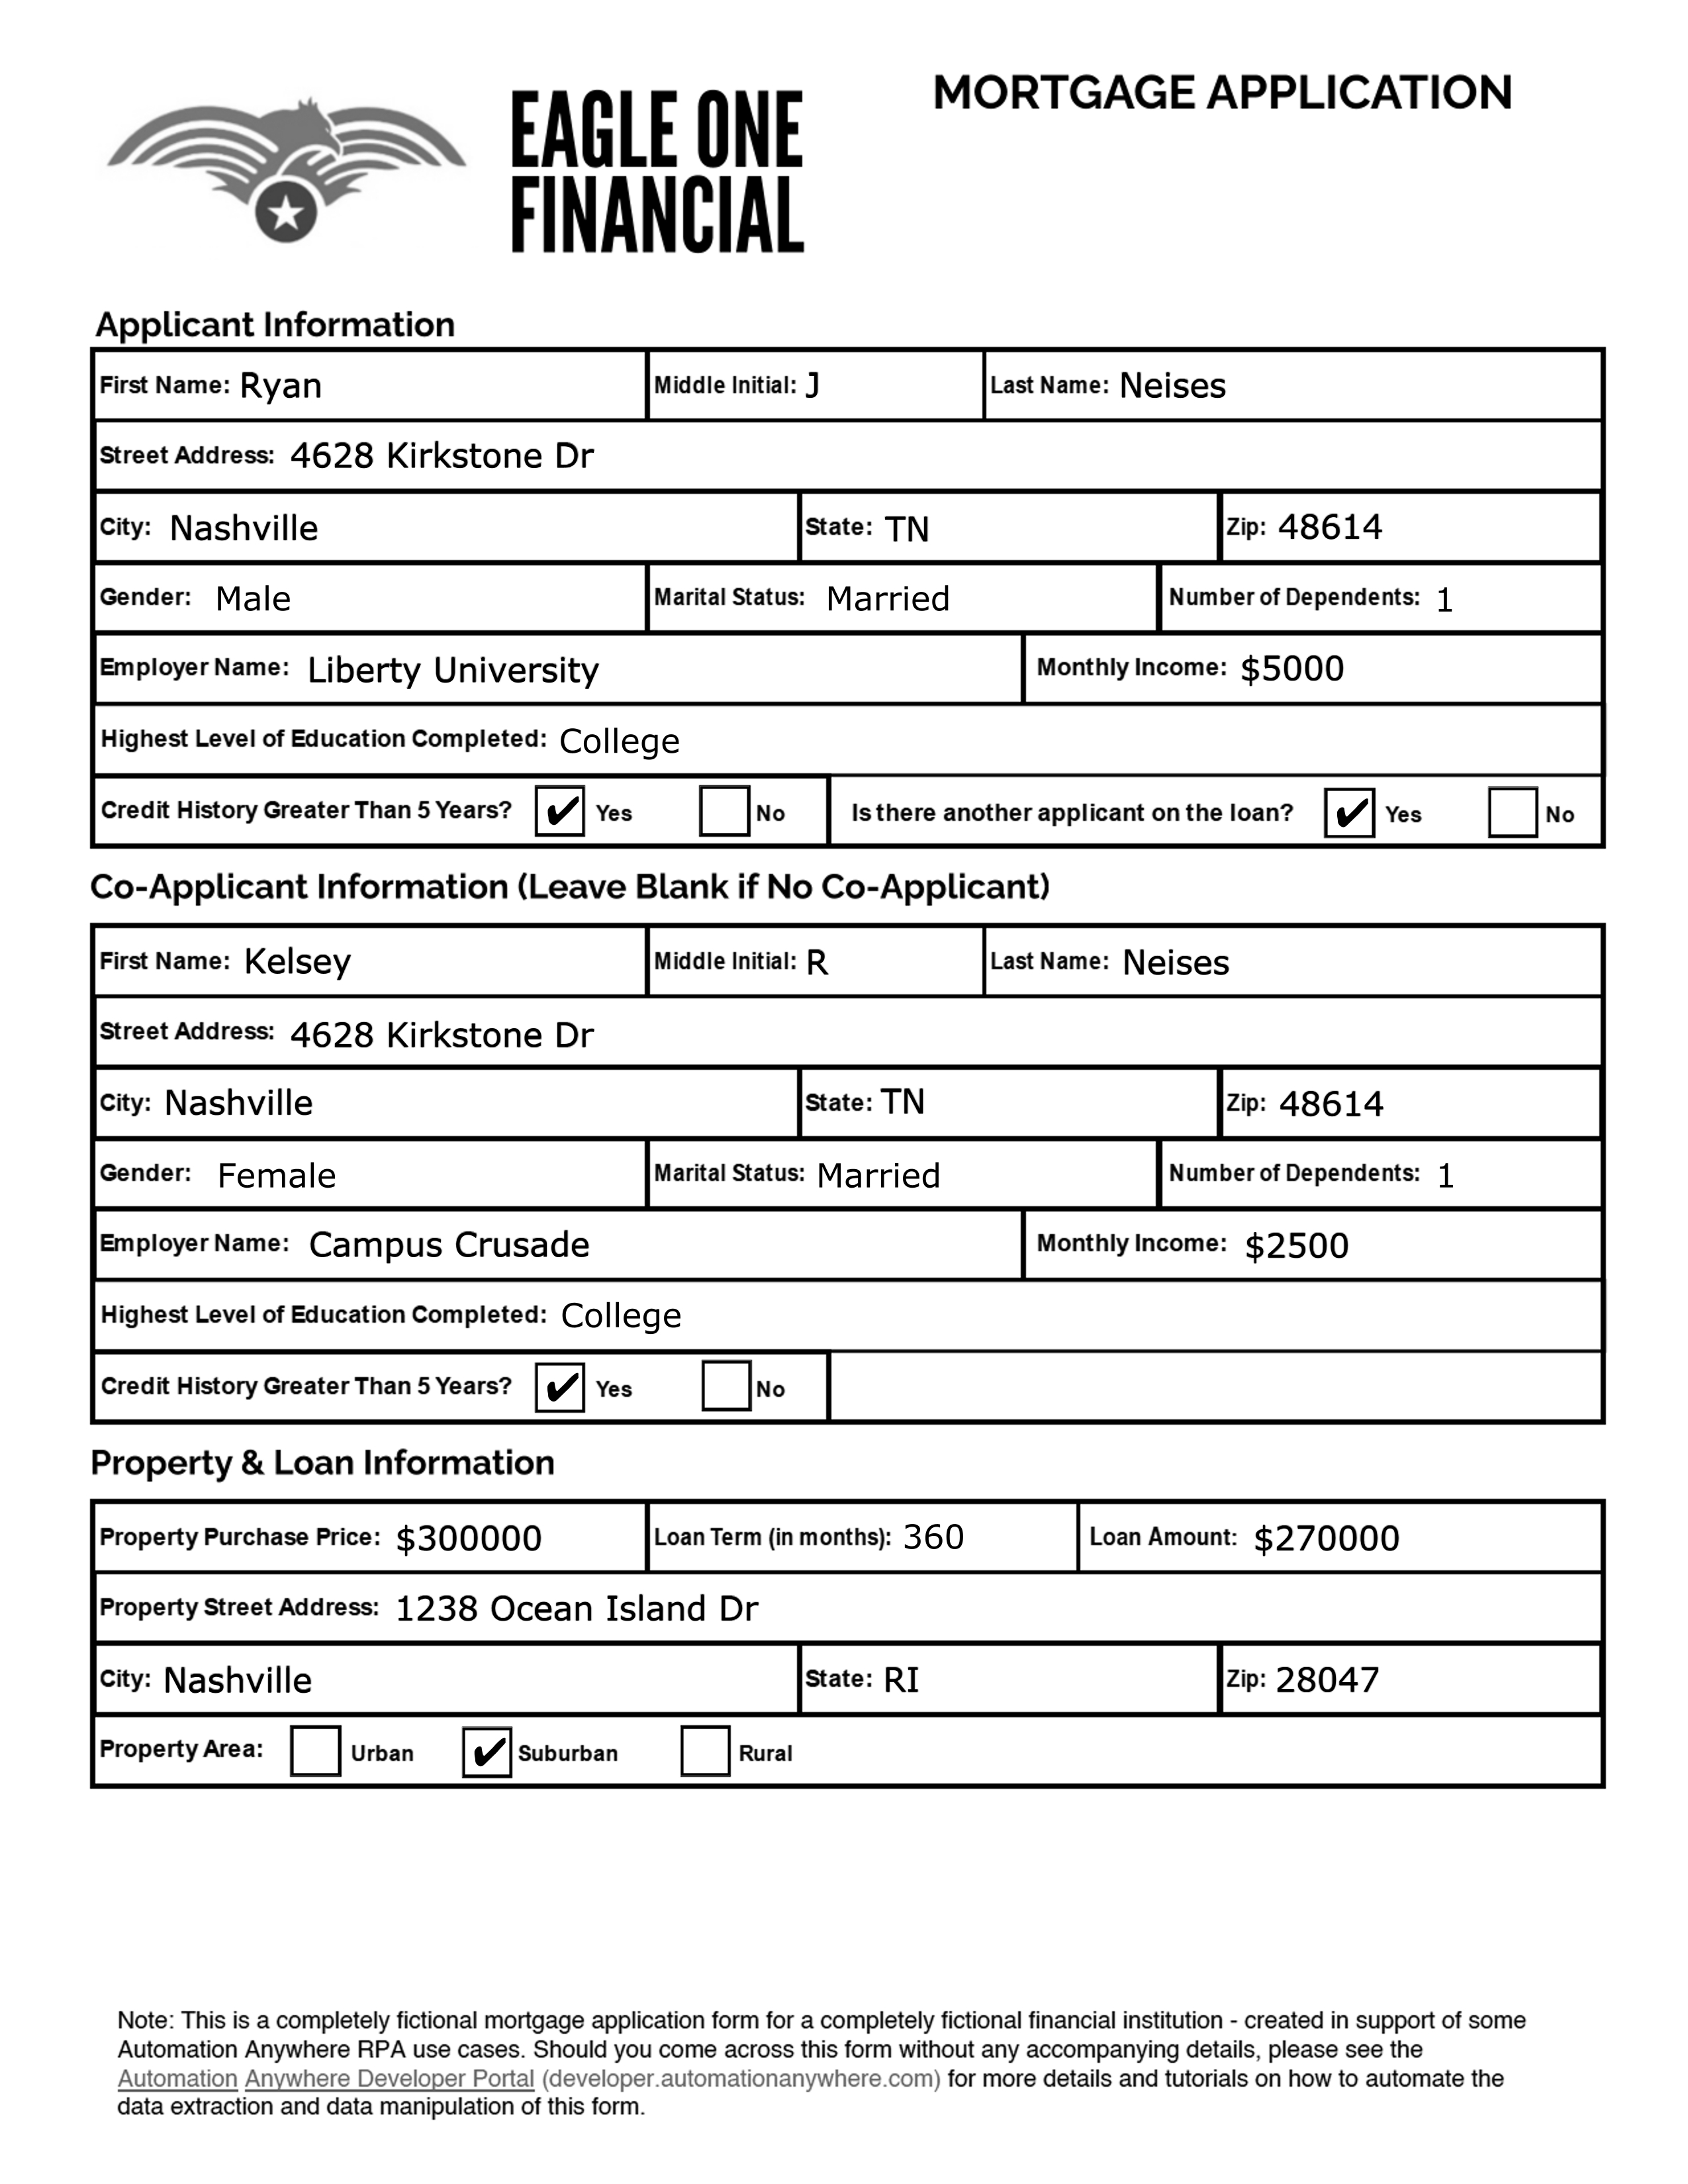 EAGLE ONE
FINANCIAL
MORTGAGE APPLICATION
Applicant Information
First Name: Ryan Middle Initial: J Last Name: Neises
Street Address: 4628 Kirkstone Dr
City: Nashville State: TN Zip: 48614
Gender: Male Marital Status: Married Number of Dependents: 1
Employer Name: Liberty University Monthly Income: $5000
Highest Level of Education Completed: College
Credit History Greater Than 5 Years? ✔ Yes No Is there another applicant on the loan? ✔ Yes No
Co-Applicant Information (Leave Blank if No Co-Applicant)
First Name: Kelsey Middle Initial: R Last Name: Neises
Street Address: 4628 Kirkstone Dr
City: Nashville State: TN Zip: 48614
Gender: Female Marital Status: Married Number of Dependents: 1
Employer Name: Campus Crusade Monthly Income: $2500
Highest Level of Education Completed: College
Credit History Greater Than 5 Years? ✔ Yes No
Property & Loan Information
Property Purchase Price: $300000 Loan Term (in months): 360 Loan Amount: $270000
Property Street Address: 1238 Ocean Island Dr
City: Nashville State: RI Zip: 28047
Property Area: Urban ✔ Suburban Rural
Note: This is a completely fictional mortgage application form for a completely fictional financial institution - created in support of some
Automation Anywhere RPA use cases. Should you come across this form without any accompanying details, please see the
Automation Anywhere Developer Portal (developer.automationanywhere.com) for more details and tutorials on how to automate the
data extraction and data manipulation of this form.